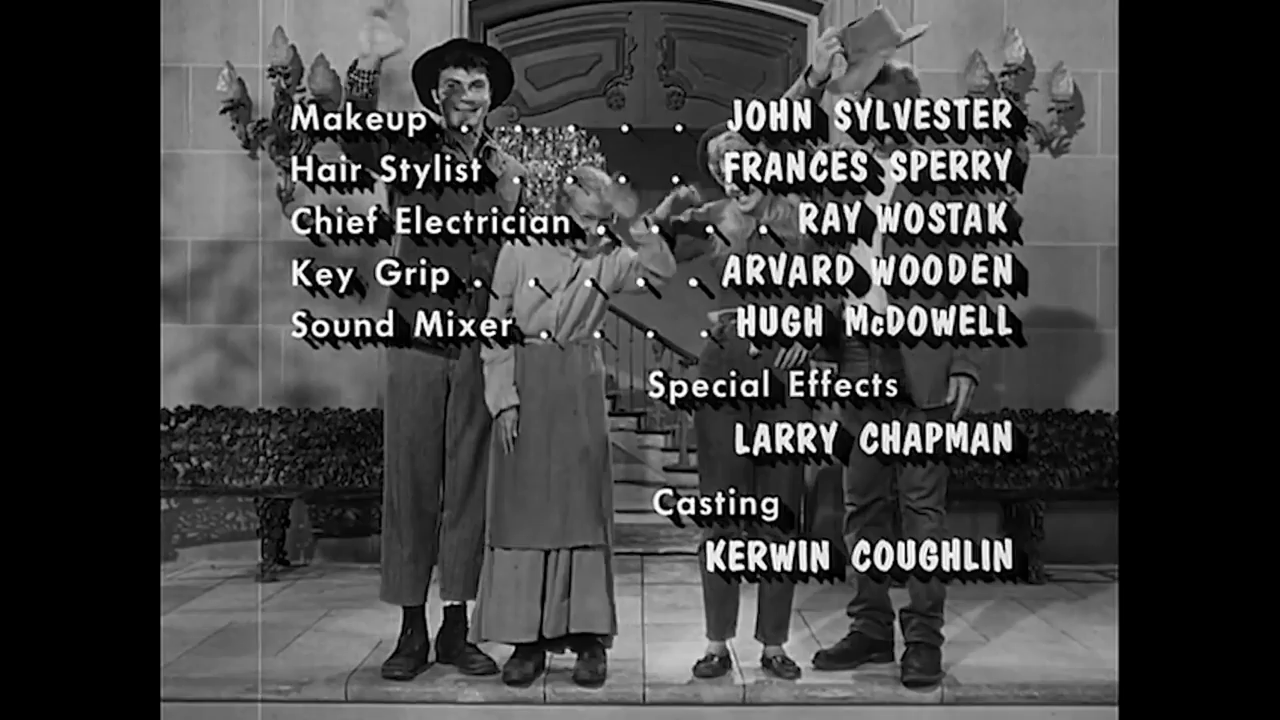 Makeup . . . . . JOHN SYLVESTER
Hair Stylist . . . . FRANCES SPERRY
Chief Electrician . . . . RAY WOSTAK
Key Grip . . . . . ARVARD WOODEN
Sound Mixer . . . . HUGH McDOWELL
Special Effects
LARRY CHAPMAN
Casting
KERWIN COUGHLIN